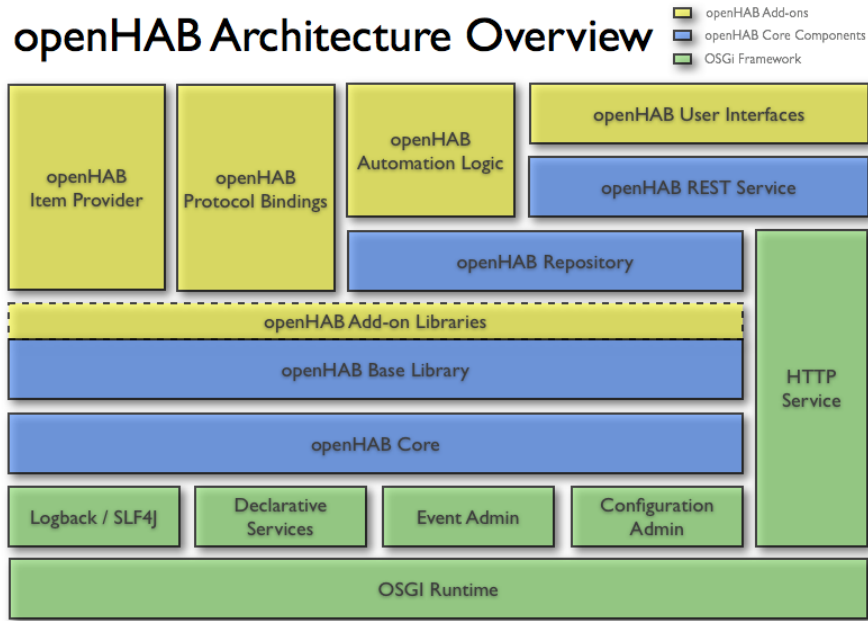 openHAB Architecture Overview
openHAB Add-ons
openHAB Core Components
OSGi Framework
openHAB
Item Provider
openHAB
Protocol Bindings
openHAB
Automation Logic
openHAB User Interfaces
openHAB REST Service
openHAB Repository
openHAB Add-on Libraries
openHAB Base Library
HTTP
Service
openHAB Core
Logback / SLF4J
Declarative
Services
Event Admin
Configuration
Admin
OSGI Runtime